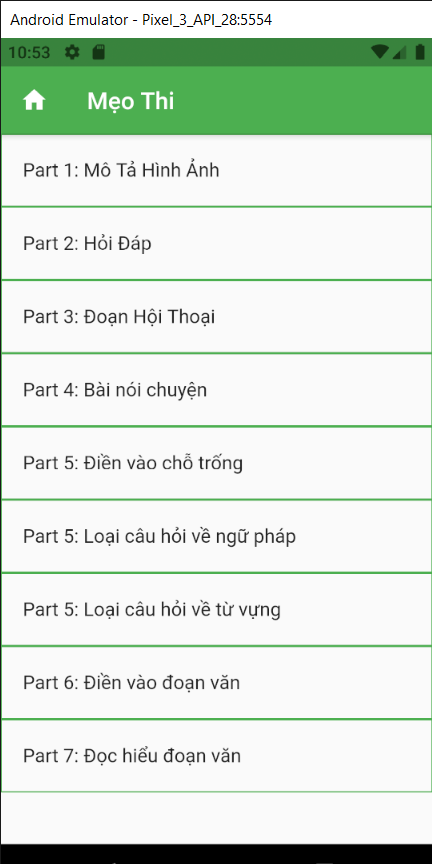 Android Emulator - Pixel_3_API_28:5554
10:53
Mẹo Thi
Part 1: Mô Tả Hình Ảnh
Part 2: Hỏi Đáp
Part 3: Đoạn Hội Thoại
Part 4: Bài nói chuyện
Part 5: Điền vào chỗ trống
Part 5: Loại câu hỏi về ngữ pháp
Part 5: Loại câu hỏi về từ vựng
Part 6: Điền vào đoạn văn
Part 7: Đọc hiểu đoạn văn